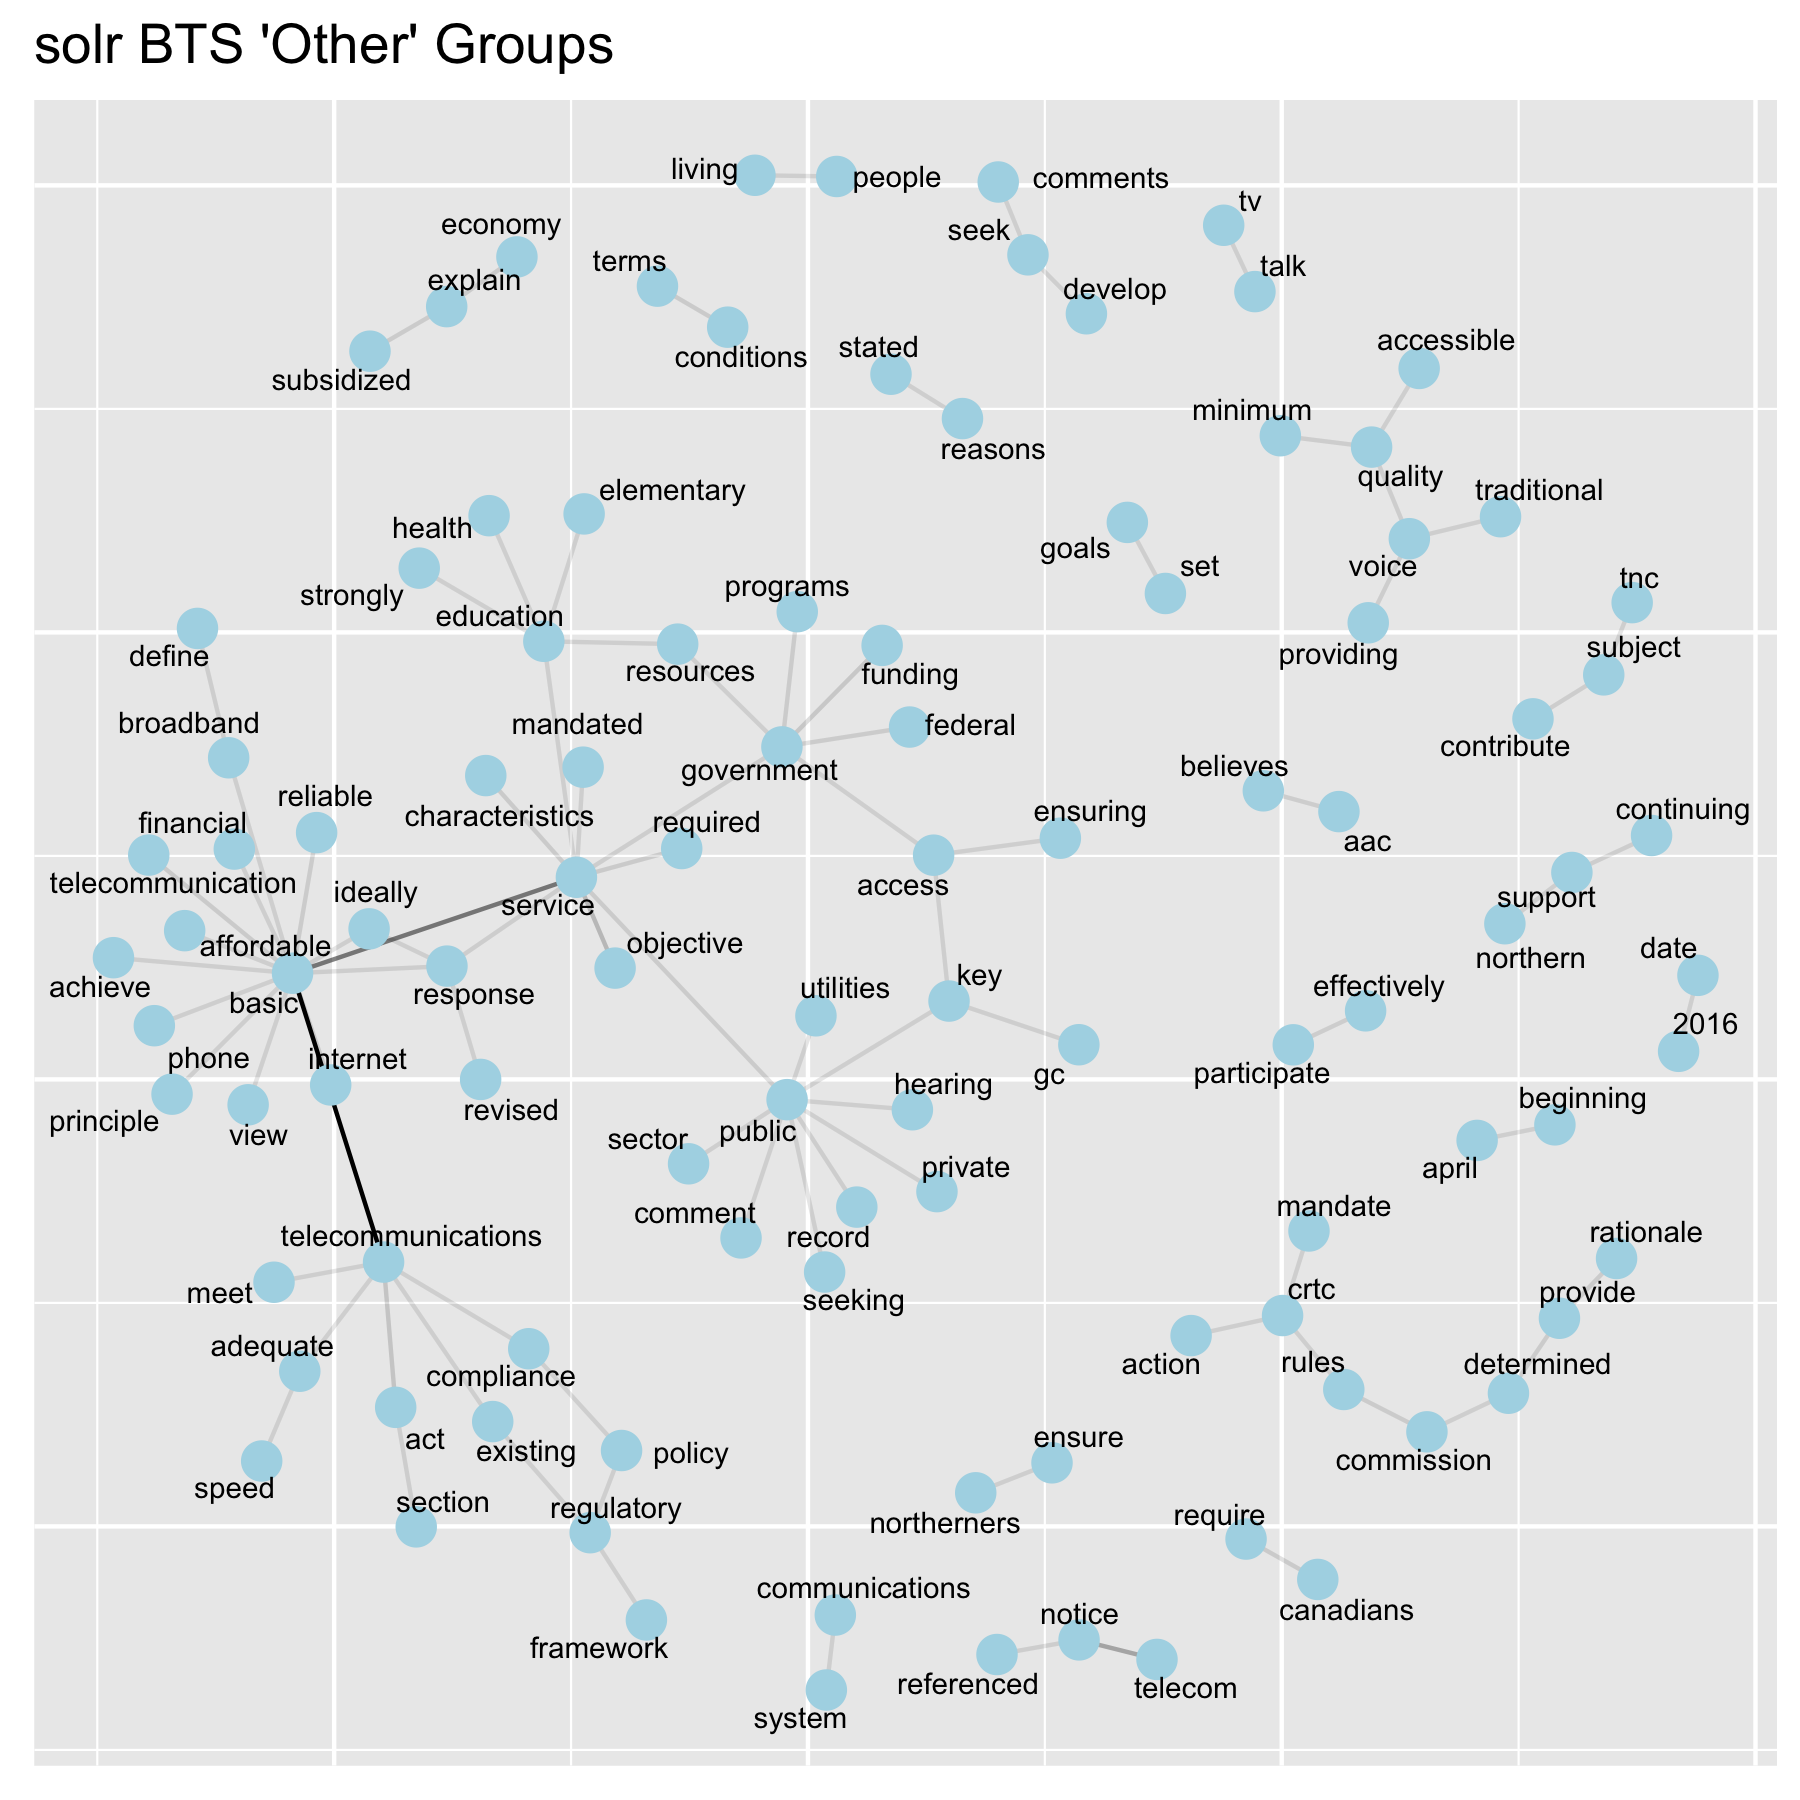 solr BTS 'Other' Groups
living
people
comments
tv
economy
seek
terms
talk
explain
develop
accessible
stated
conditions
subsidized
minimum
reasons
quality
elementary
traditional
health
goals
set
voice
tnc
programs
strongly
education
subject
define
providing
resources
funding
broadband
mandated
federal
contribute
government
believes
reliable
continuing
ensuring
characteristics
financial
required
aac
telecommunication
access
ideally
support
service
affordable
objective
date
northern
key
achieve
utilities
effectively
response
basic
2016
phone
internet
gc
participate
hearing
beginning
revised
principle
view
sector
public
private
april
mandate
comment
telecommunications
record
rationale
meet
crtc
provide
seeking
adequate
rules
determined
action
compliance
act
ensure
existing
policy
commission
speed
section
regulatory
northerners
require
communications
canadians
notice
framework
referenced
telecom
system